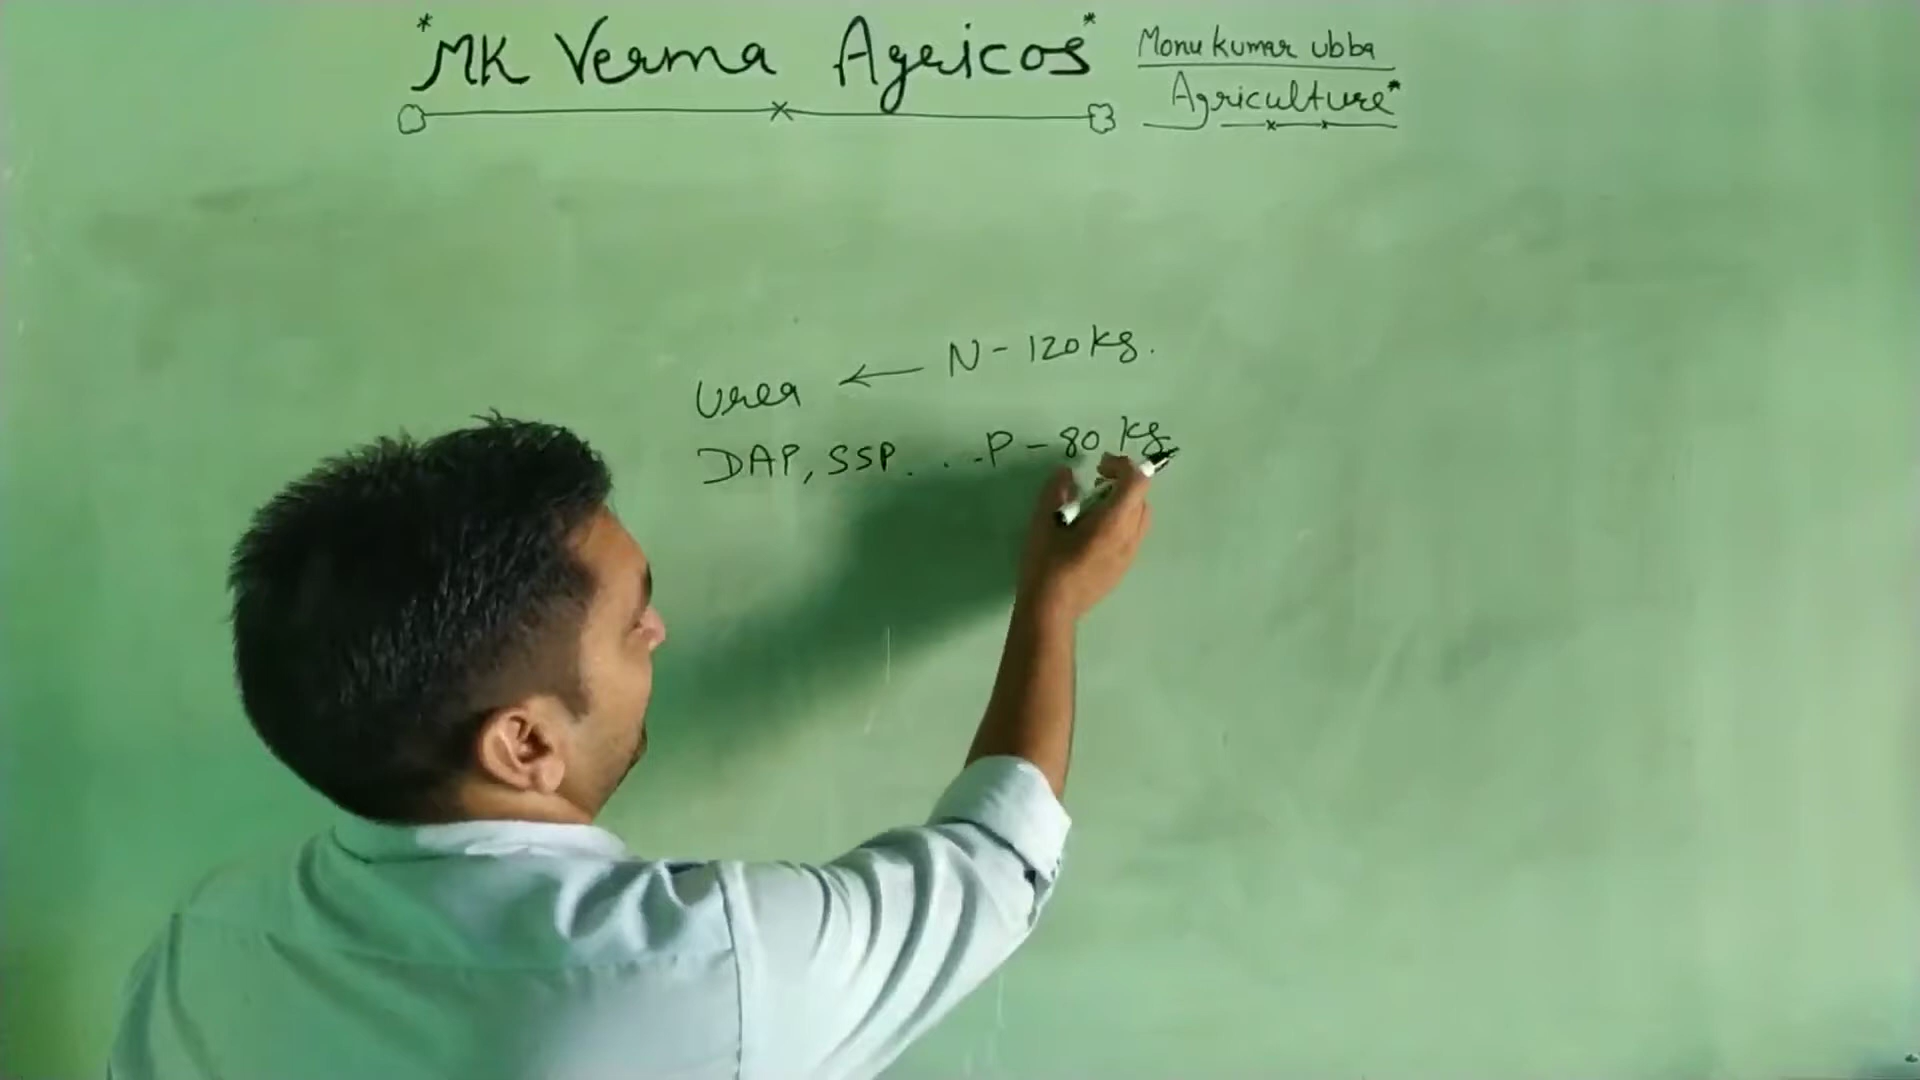 *MK Verma Agricos*
Monu kumar ubba
Agriculture*
Urea ← N - 120 kg.
DAP, SSP. . . . P - 80 kg